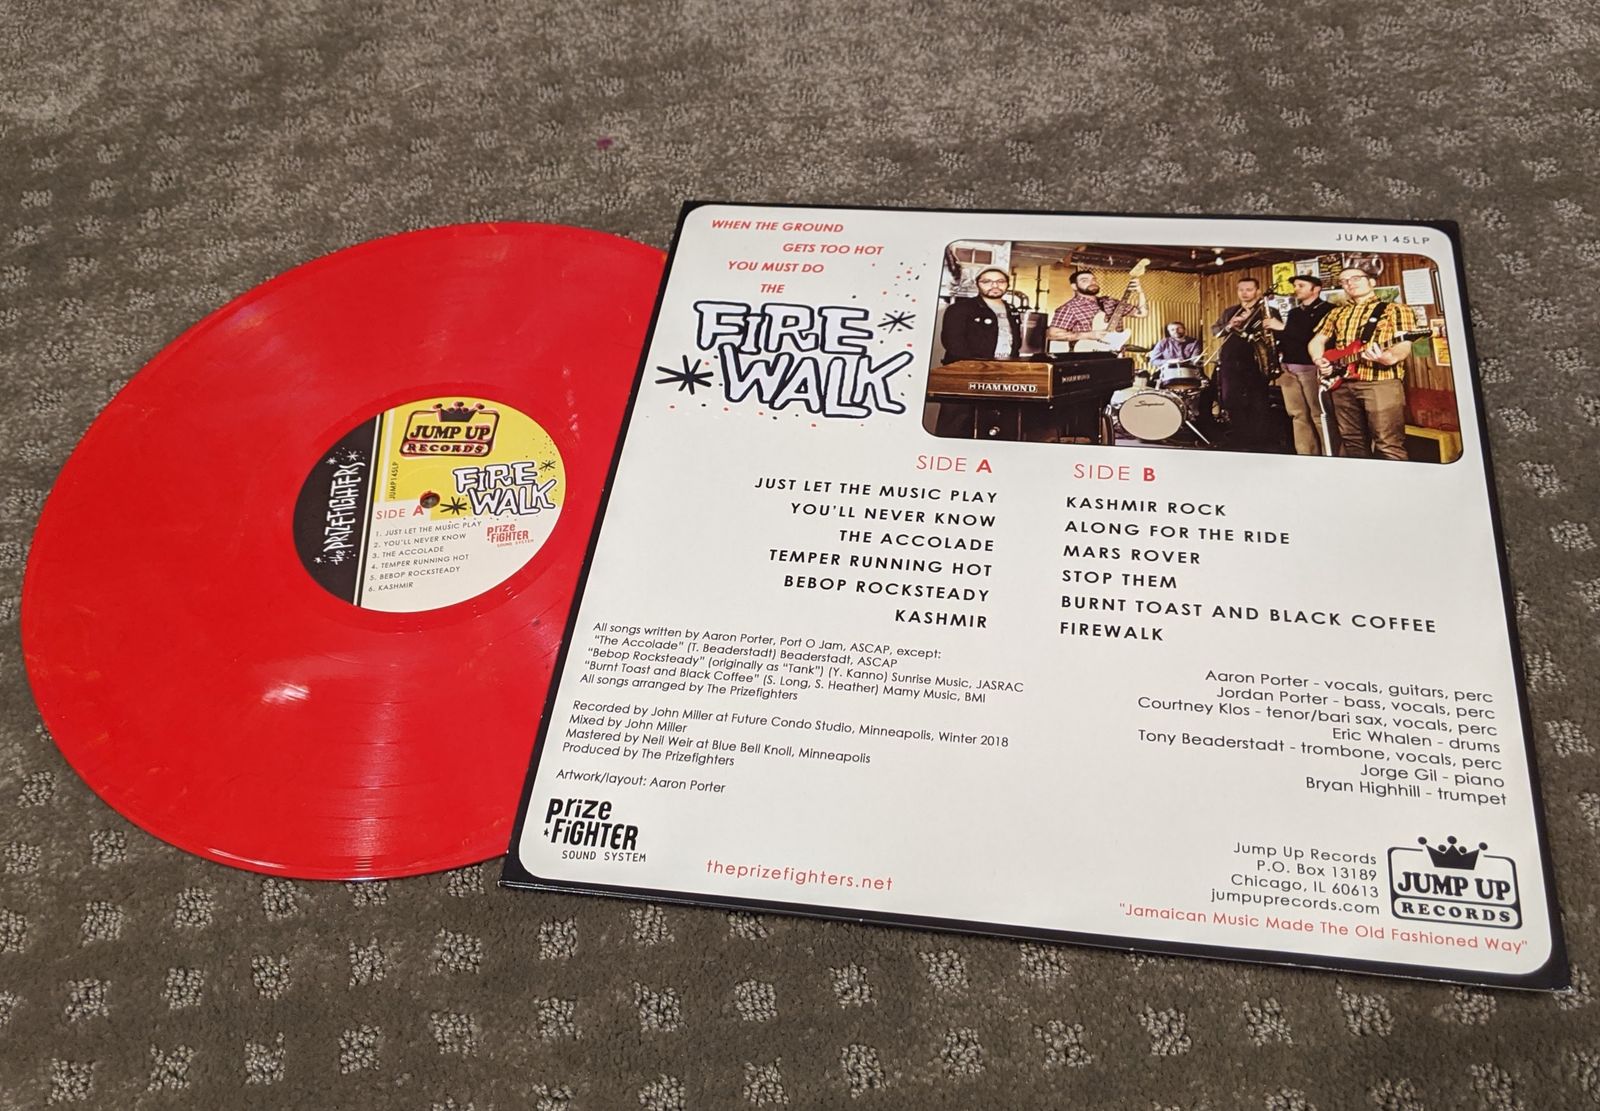 JUMP UP
RECORDS
the PRIZEFIGHTERS
JUMP145LP
FIRE
WALK
SIDE A
1. JUST LET THE MUSIC PLAY
2. YOU'LL NEVER KNOW
3. THE ACCOLADE
4. TEMPER RUNNING HOT
5. BEBOP ROCKSTEADY
6. KASHMIR
prize
FIGHTER
SOUND SYSTEM
WHEN THE GROUND
GETS TOO HOT
YOU MUST DO
THE
FIRE
WALK
JUMP145LP
HAMMOND
HAMMOND
SIDE A
JUST LET THE MUSIC PLAY
YOU'LL NEVER KNOW
THE ACCOLADE
TEMPER RUNNING HOT
BEBOP ROCKSTEADY
KASHMIR
SIDE B
KASHMIR ROCK
ALONG FOR THE RIDE
MARS ROVER
STOP THEM
BURNT TOAST AND BLACK COFFEE
FIREWALK
All songs written by Aaron Porter, Port O Jam, ASCAP, except:
"The Accolade" (T. Beaderstadt) Beaderstadt, ASCAP
"Bebop Rocksteady" (originally as "Tank") (Y. Kanno) Sunrise Music, JASRAC
"Burnt Toast and Black Coffee" (S. Long, S. Heather) Mamy Music, BMI
All songs arranged by The Prizefighters
Recorded by John Miller at Future Condo Studio, Minneapolis, Winter 2018
Mixed by John Miller
Mastered by Neil Weir at Blue Bell Knoll, Minneapolis
Produced by The Prizefighters
Artwork/layout: Aaron Porter
Aaron Porter - vocals, guitars, perc
Jordan Porter - bass, vocals, perc
Courtney Klos - tenor/bari sax, vocals, perc
Eric Whalen - drums
Tony Beaderstadt - trombone, vocals, perc
Jorge Gil - piano
Bryan Highhill - trumpet
prize
FIGHTER
SOUND SYSTEM
theprizefighters.net
Jump Up Records
P.O. Box 13189
Chicago, IL 60613
jumpuprecords.com
JUMP UP
RECORDS
"Jamaican Music Made The Old Fashioned Way"